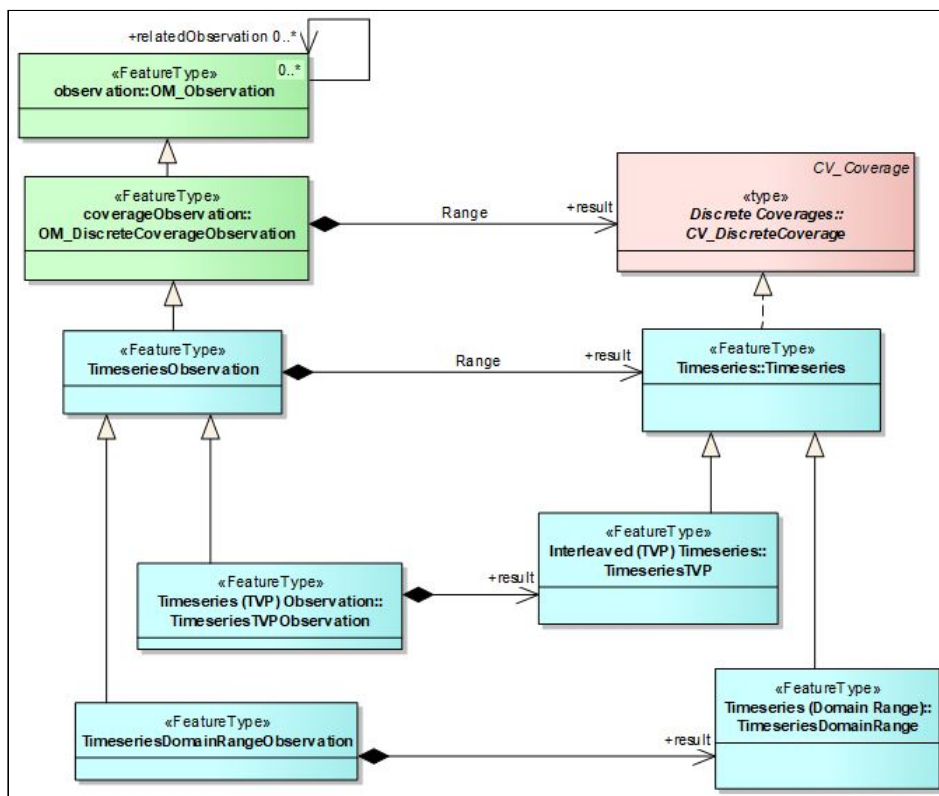 +relatedObservation 0..*
«FeatureType»
0..*
observation::OM_Observation
«FeatureType»
coverageObservation::
OM_DiscreteCoverageObservation
Range
+result
CV_Coverage
«type»
Discrete Coverages::
CV_DiscreteCoverage
«FeatureType»
TimeseriesObservation
Range
+result
«FeatureType»
Timeseries::Timeseries
«FeatureType»
Timeseries (TVP) Observation::
TimeseriesTVPObservation
+result
«FeatureType»
Interleaved (TVP) Timeseries::
TimeseriesTVP
«FeatureType»
TimeseriesDomainRangeObservation
+result
«FeatureType»
Timeseries (Domain Range)::
TimeseriesDomainRange